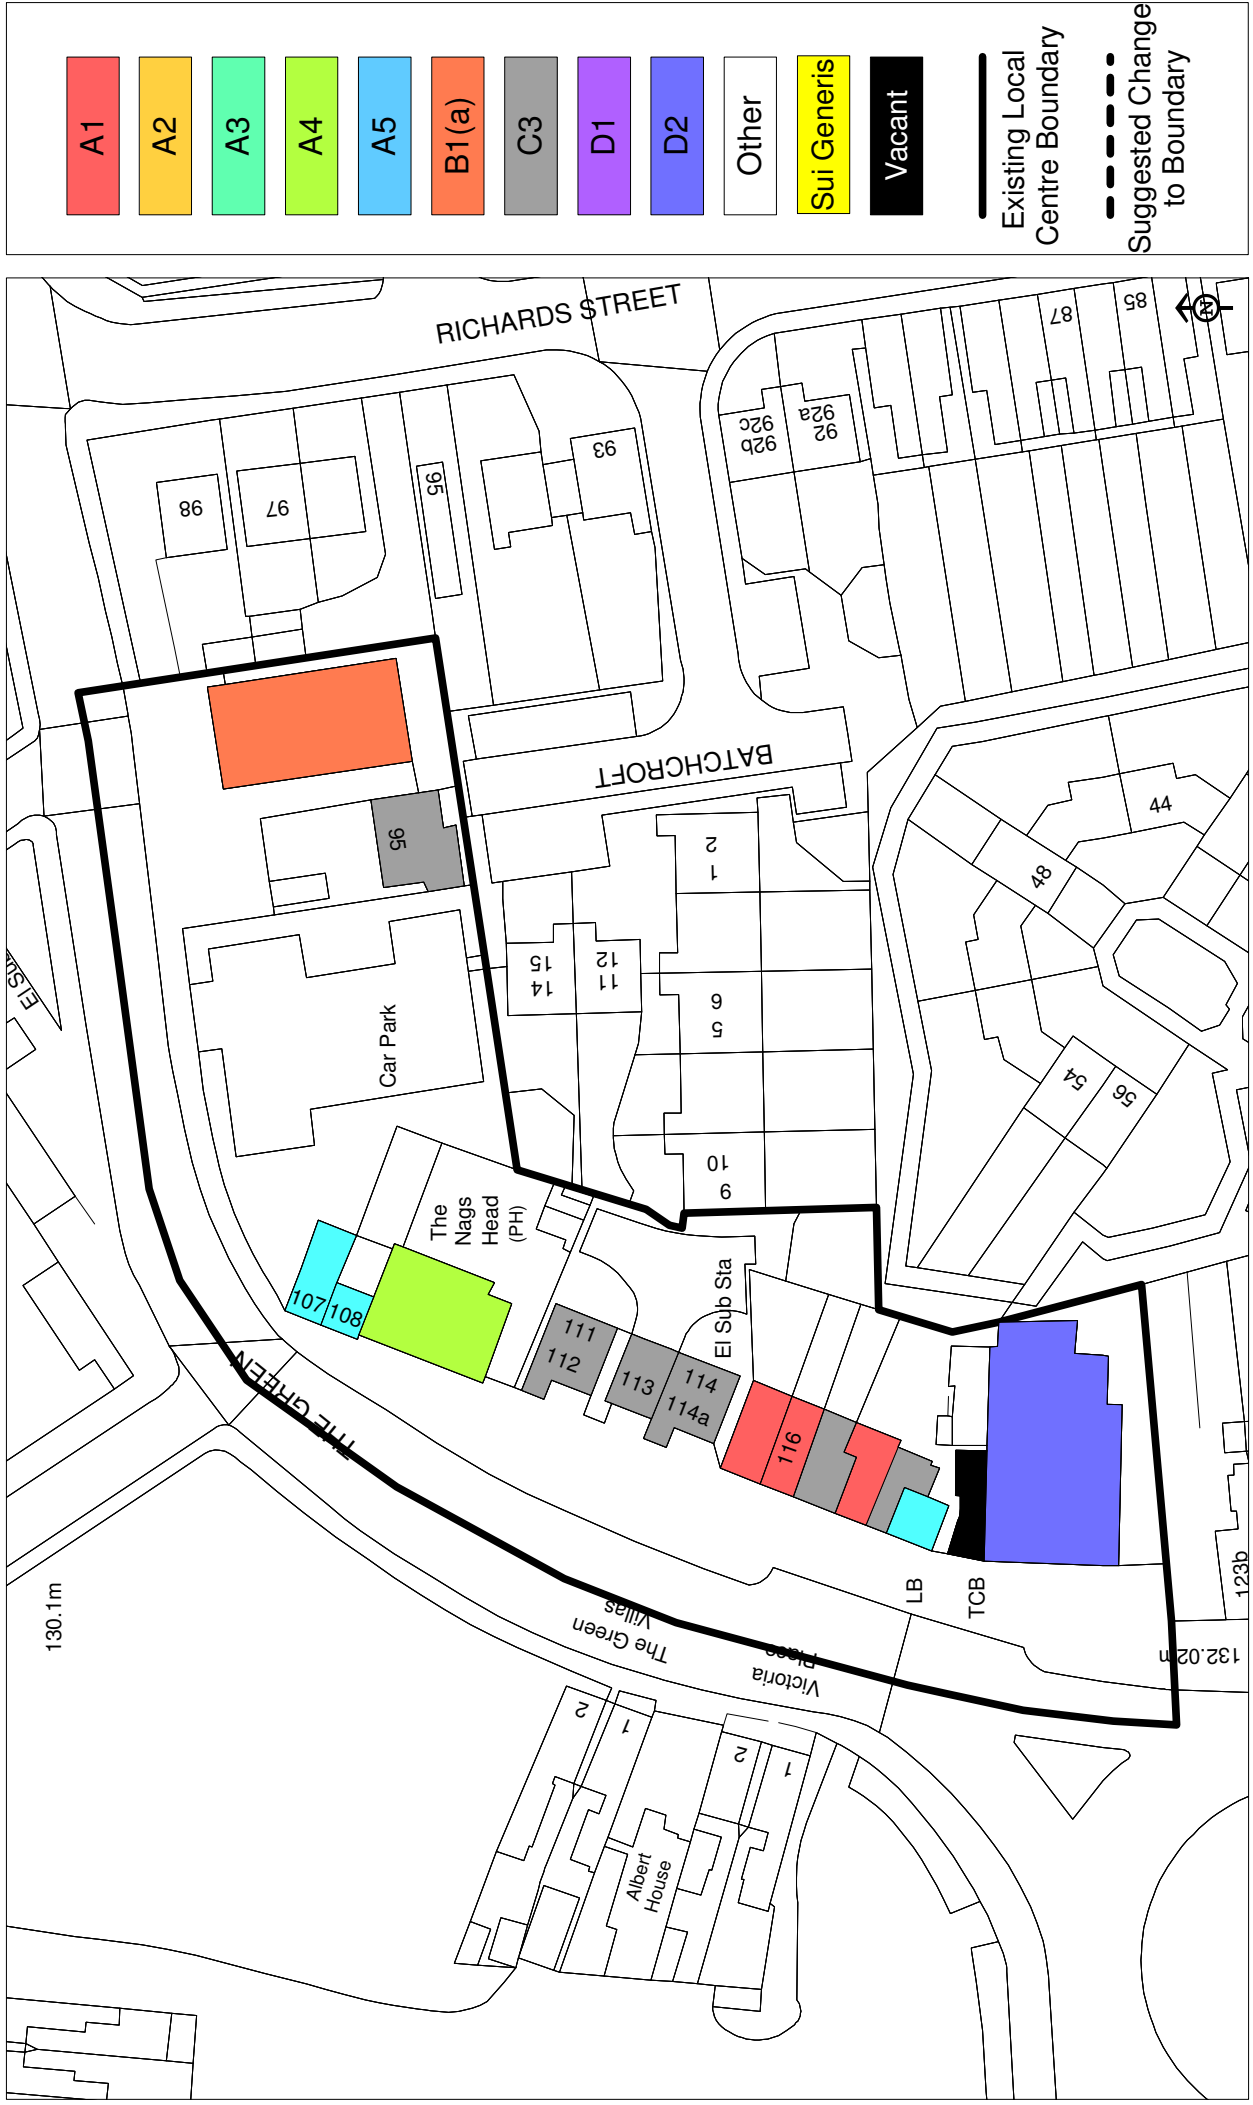 A1
A2
A3
A4
A5
B1(a)
C3
D1
D2
Other
Sui Generis
Vacant
Existing Local
Centre Boundary
Suggested Change
to Boundary
RICHARDS STREET
98
97
95
93
92c
92b
92a
92
87
85
N
BATCHCROFT
95
Car Park
15
14
12
11
2
1
6
5
10
9
44
48
54
56
The
Nags
Head
(PH)
107
108
111
112
113
114
114a
El Sub Sta
116
THE GREEN
LB
TCB
130.1m
The Green
Villas
Victoria
Place
132.02m
123b
2
1
2
1
Albert
House